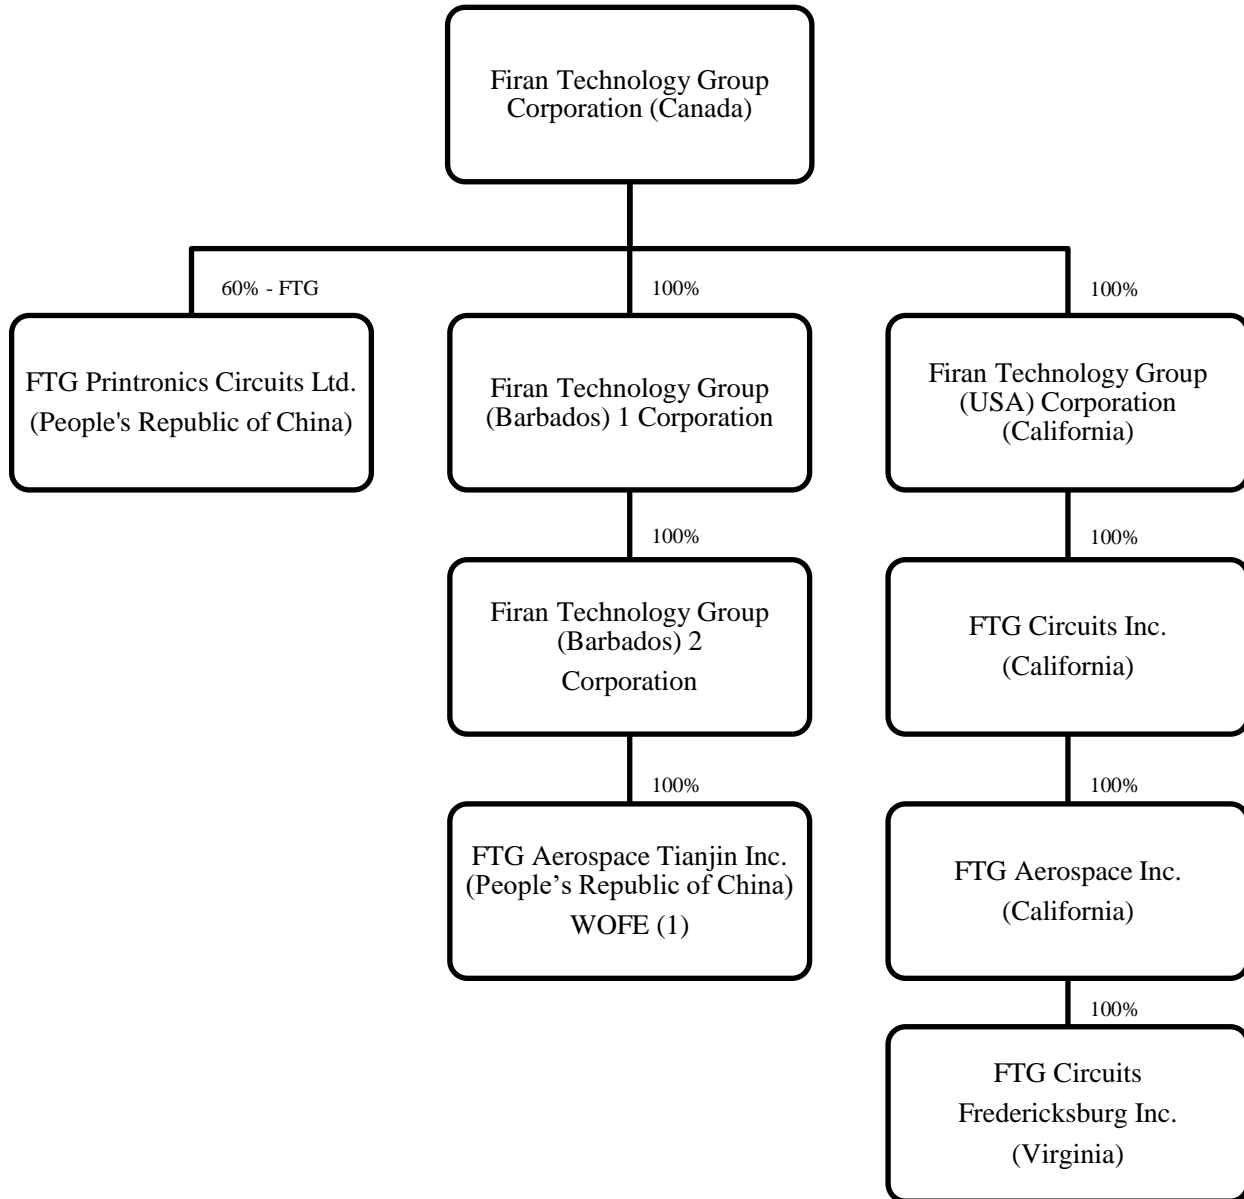 Firan Technology Group
Corporation (Canada)
60% - FTG
100%
100%
FTG Printronics Circuits Ltd.
(People's Republic of China)
Firan Technology Group
(Barbados) 1 Corporation
Firan Technology Group
(USA) Corporation
(California)
100%
100%
Firan Technology Group
(Barbados) 2
Corporation
FTG Circuits Inc.
(California)
100%
100%
FTG Aerospace Tianjin Inc.
(People’s Republic of China)
WOFE (1)
FTG Aerospace Inc.
(California)
100%
FTG Circuits
Fredericksburg Inc.
(Virginia)